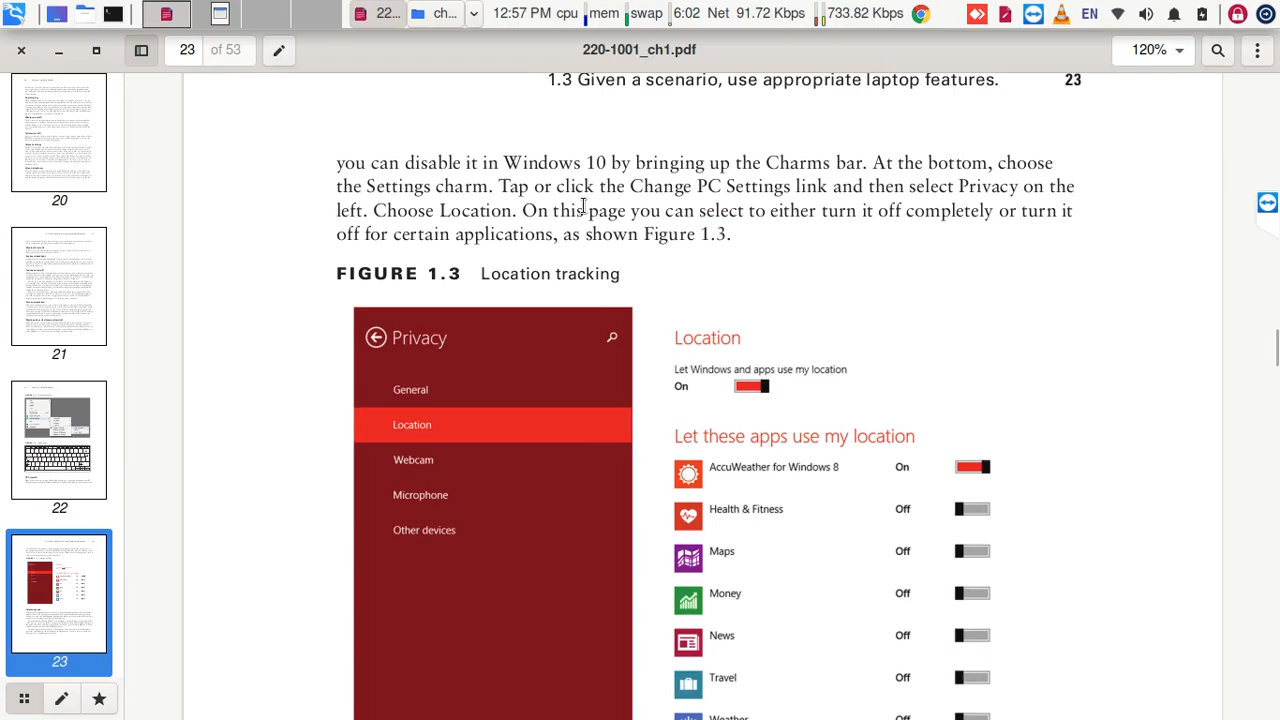 22...
ch...
12:57 PM cpu
mem
swap
6:02
Net
91.72 Kbps
733.82 Kbps
EN
23
of 53
220-1001_ch1.pdf
120%
20
21
22
23
1.3 Given a scenario, use appropriate laptop features.
23
you can disable it in Windows 10 by bringing up the Charms bar. At the bottom, choose
the Settings charm. Tap or click the Change PC Settings link and then select Privacy on the
left. Choose Location. On this page you can select to either turn it off completely or turn it
off for certain applications, as shown Figure 1.3.
FIGURE 1.3 Location tracking
Privacy
General
Location
Webcam
Microphone
Other devices
Location
Let Windows and apps use my location
On
Let these apps use my location
AccuWeather for Windows 8 On
Health & Fitness Off
Maps Off
Money Off
News Off
Travel Off
Weather Off